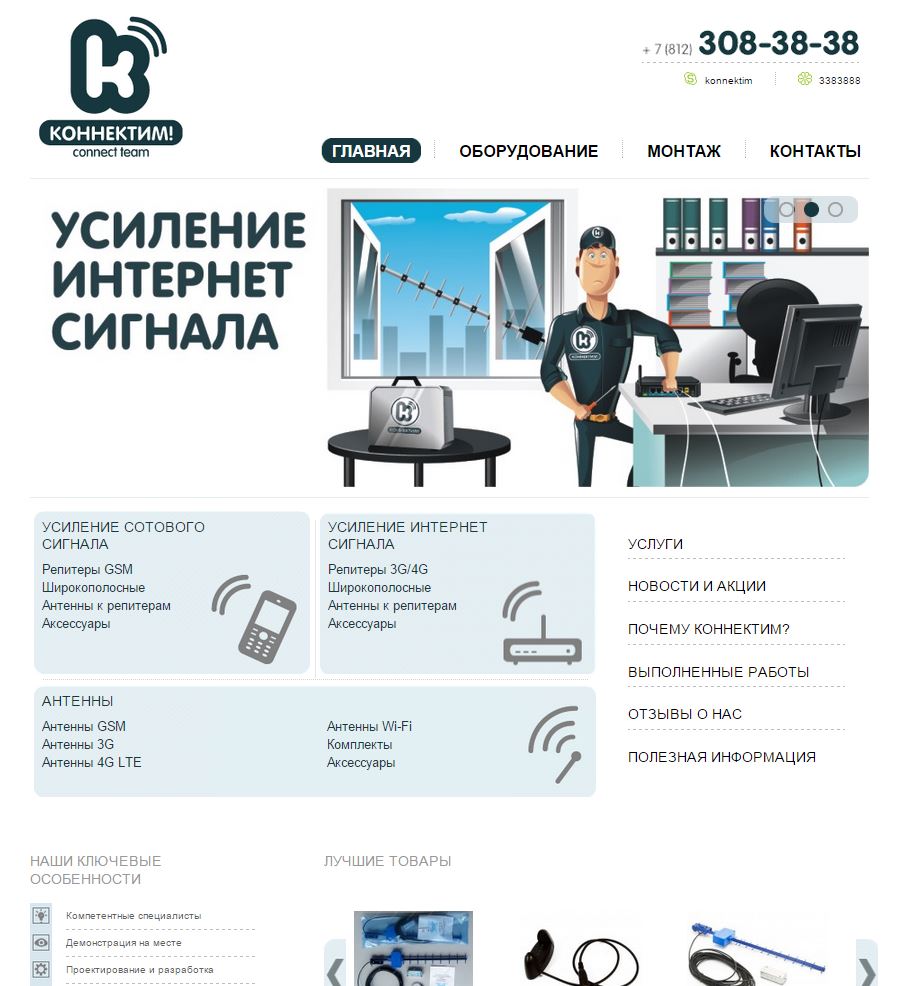 КОННЕКТИМ!
connect team
+ 7 (812) 308-38-38
konnektim
3383888
ГЛАВНАЯ
ОБОРУДОВАНИЕ
МОНТАЖ
КОНТАКТЫ
УСИЛЕНИЕ
ИНТЕРНЕТ
СИГНАЛА
КОННЕКТИМ!
УСИЛЕНИЕ СОТОВОГО
СИГНАЛА
Репитеры GSM
Широкополосные
Антенны к репитерам
Аксессуары
УСИЛЕНИЕ ИНТЕРНЕТ
СИГНАЛА
Репитеры 3G/4G
Широкополосные
Антенны к репитерам
Аксессуары
АНТЕННЫ
Антенны GSM
Антенны 3G
Антенны 4G LTE
Антенны Wi-Fi
Комплекты
Аксессуары
УСЛУГИ
НОВОСТИ И АКЦИИ
ПОЧЕМУ КОННЕКТИМ?
ВЫПОЛНЕННЫЕ РАБОТЫ
ОТЗЫВЫ О НАС
ПОЛЕЗНАЯ ИНФОРМАЦИЯ
НАШИ КЛЮЧЕВЫЕ
ОСОБЕННОСТИ
Компетентные специалисты
Демонстрация на месте
Проектирование и разработка
ЛУЧШИЕ ТОВАРЫ